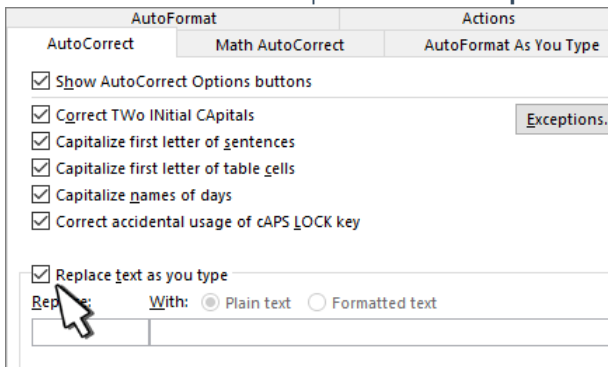 AutoFormat Actions
AutoCorrect Math AutoCorrect AutoFormat As You Type
Show AutoCorrect Options buttons
Correct TWo INitial CApitals Exceptions.
Capitalize first letter of sentences
Capitalize first letter of table cells
Capitalize names of days
Correct accidental usage of cAPS LOCK key
Replace text as you type
With: Plain text Formatted text